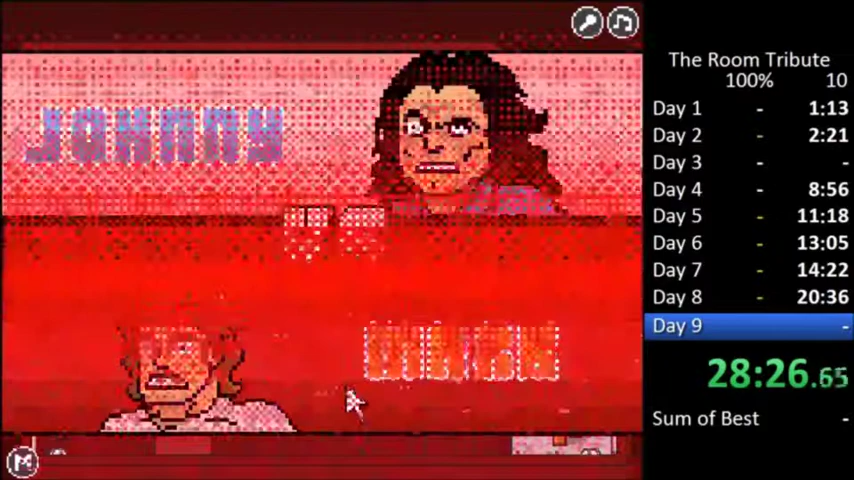 JOHNNY
VS
The Room Tribute
100% 10
Day 1 - 1:13
Day 2 - 2:21
Day 3 - -
Day 4 - 8:56
Day 5 - 11:18
Day 6 - 13:05
Day 7 - 14:22
Day 8 - 20:36
Day 9 -
28:26.65
Sum of Best -
M